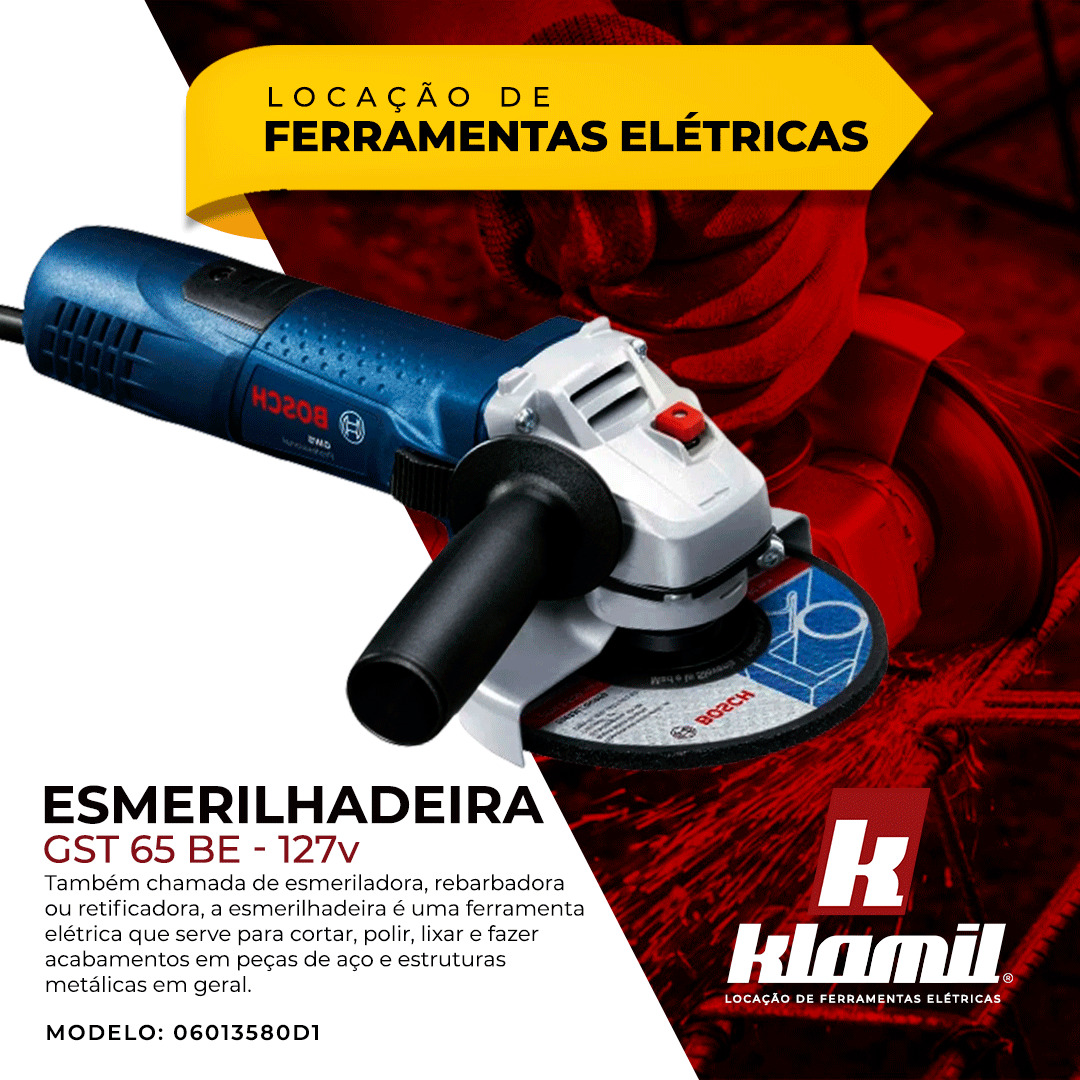 LOCAÇÃO DE
FERRAMENTAS ELÉTRICAS
BOSCH
GWS
Professional
BOSCH
ESMERILHADEIRA
GST 65 BE - 127v
Também chamada de esmeriladora, rebarbadora
ou retificadora, a esmerilhadeira é uma ferramenta
elétrica que serve para cortar, polir, lixar e fazer
acabamentos em peças de aço e estruturas
metálicas em geral.
MODELO: 06013580D1
k
klamil®
LOCAÇÃO DE FERRAMENTAS ELÉTRICAS